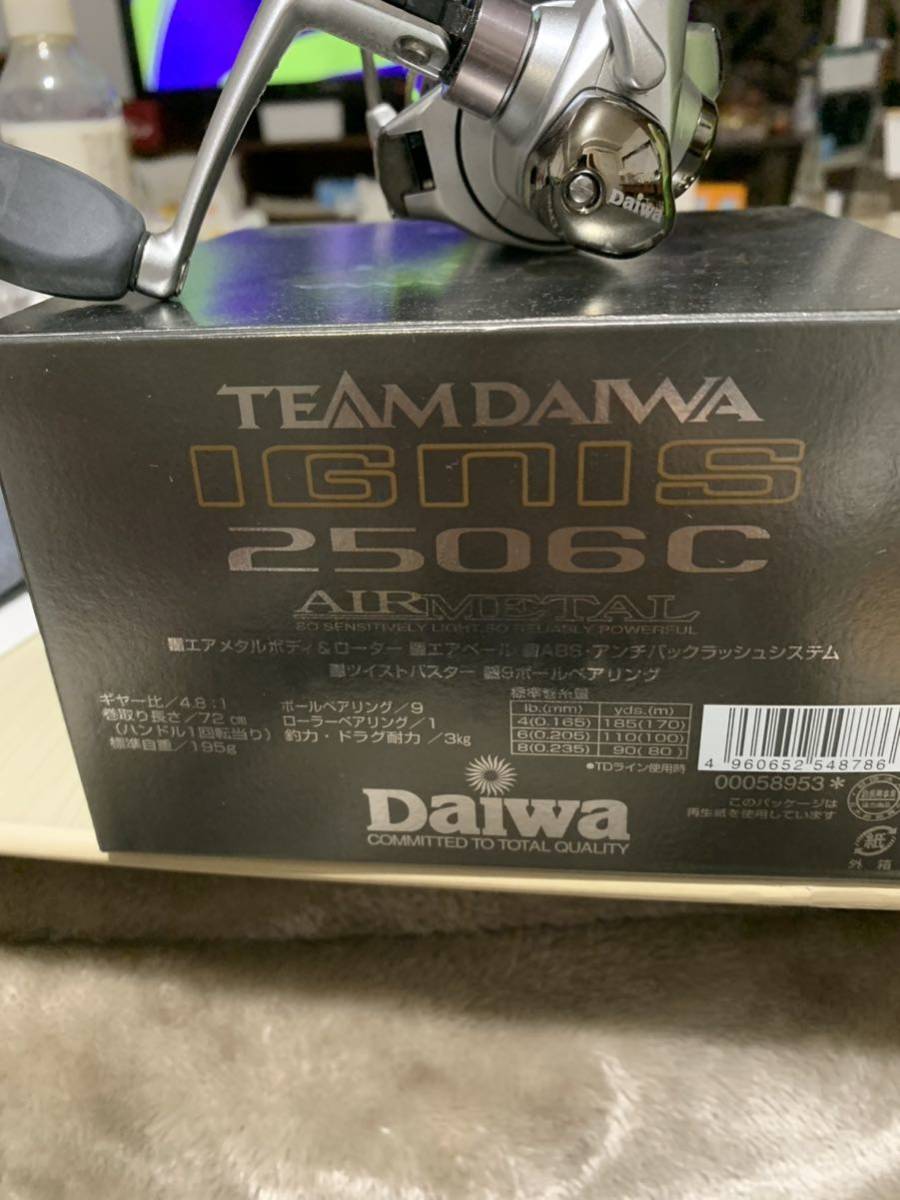 Daiwa
TEAM DAIWA
IGNIS
2506C
AIRMETAL
SO SENSITIVELY LIGHT, SO RELIABLY POWERFUL
エアメタルボディ&ローター エアベール ABS・アンチバックラッシュシステム
ツイストバスター 9ボールベアリング
ギヤー比/4.8:1
巻取り長さ/72cm
(ハンドル1回転当り)
標準自重/195g
ボールベアリング/9
ローラーベアリング/1
釣力・ドラグ耐力/3kg
標準巻糸量
lb.(mm) yds.(m)
4(0.165) 185(170)
6(0.205) 110(100)
8(0.235) 90(80)
●TDライン使用時
4 960652 548786
00058953*
このパッケージは
再生紙を使用しています
紙
外箱
Daiwa
COMMITTED TO TOTAL QUALITY